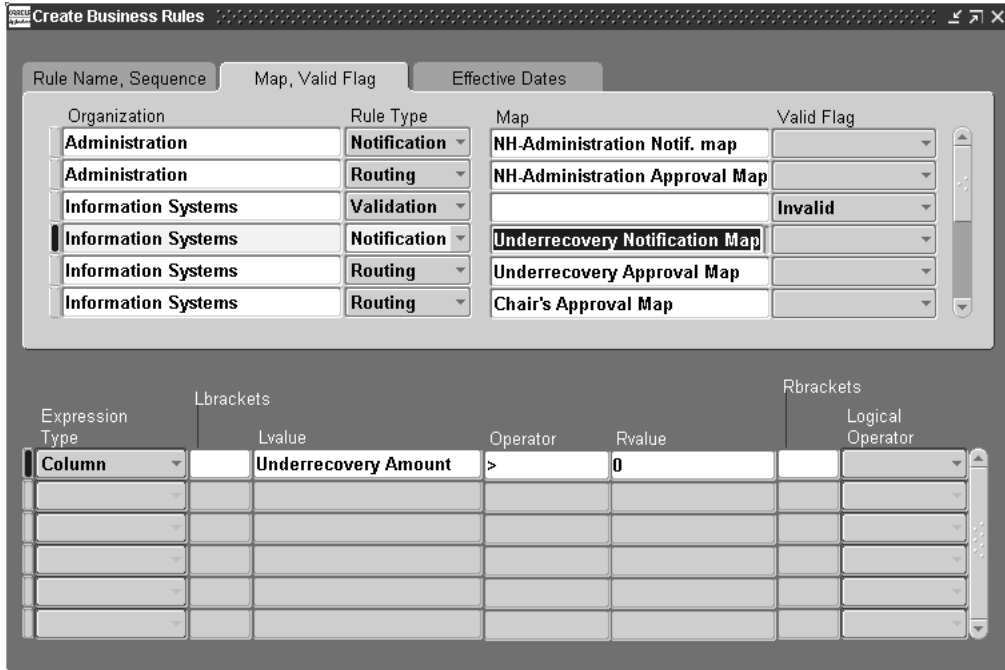 Create Business Rules
Rule Name, Sequence Map, Valid Flag Effective Dates
Organization Rule Type Map Valid Flag
Administration Notification NH-Administration Notif. map
Administration Routing NH-Administration Approval Map
Information Systems Validation Invalid
Information Systems Notification Underrecovery Notification Map
Information Systems Routing Underrecovery Approval Map
Information Systems Routing Chair's Approval Map
Rbrackets
Lbrackets
Expression Logical
Type Lvalue Operator Rvalue Operator
Column Underrecovery Amount > 0